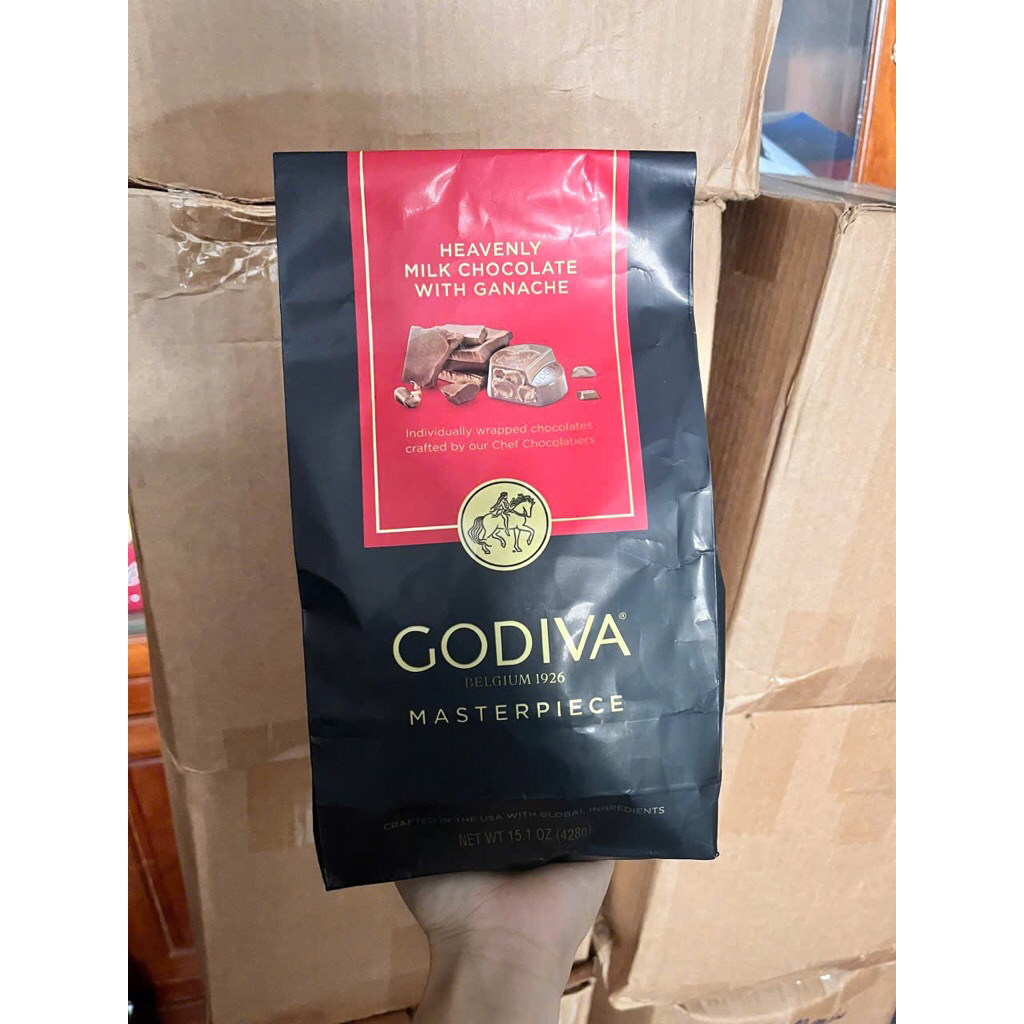 HEAVENLY
MILK CHOCOLATE
WITH GANACHE
Individually wrapped chocolates
crafted by our Chef Chocolatiers
GODIVA®
BELGIUM 1926
MASTERPIECE
CRAFTED IN THE USA WITH GLOBAL INGREDIENTS
NET WT 15.1 OZ (428g)